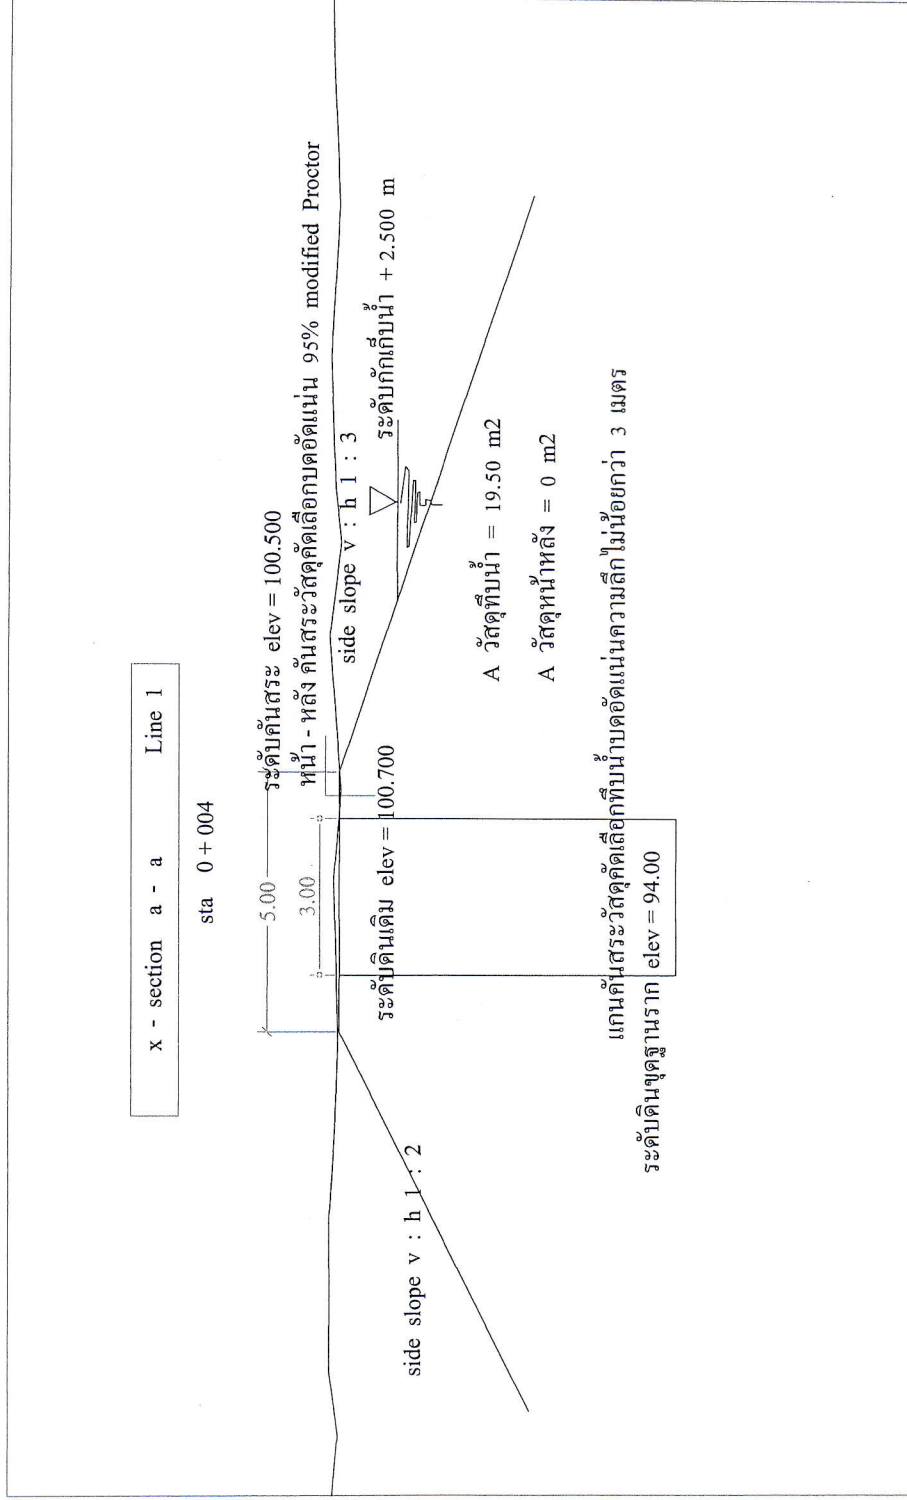 x - section a - a Line 1
sta 0 + 004
ระดับคันสระ elev = 100.500
5.00
หน้า - หลัง คันสระวัสดุคัดเลือกบดอัดแน่น 95% modified Proctor
3.00
side slope v : h 1 : 3
ระดับดินเดิม elev = 100.700
ระดับกักเก็บน้ำ + 2.500 m
side slope v : h 1 : 2
A วัสดุทึบน้ำ = 19.50 m2
A วัสดุหน้าหลัง = 0 m2
แกนคันสระวัสดุคัดเลือกทึบน้ำบดอัดแน่นความลึกไม่น้อยกว่า 3 เมตร
ระดับดินขุดฐานราก elev = 94.00